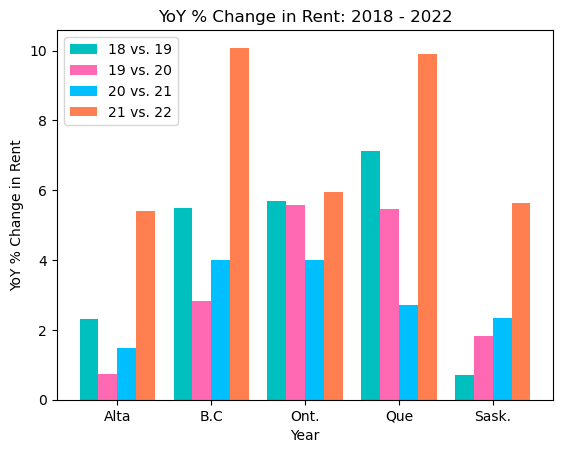 YoY % Change in Rent: 2018 - 2022
18 vs. 19
19 vs. 20
20 vs. 21
21 vs. 22
YoY % Change in Rent
10
8
6
4
2
0
Alta B.C Ont. Que Sask.
Year